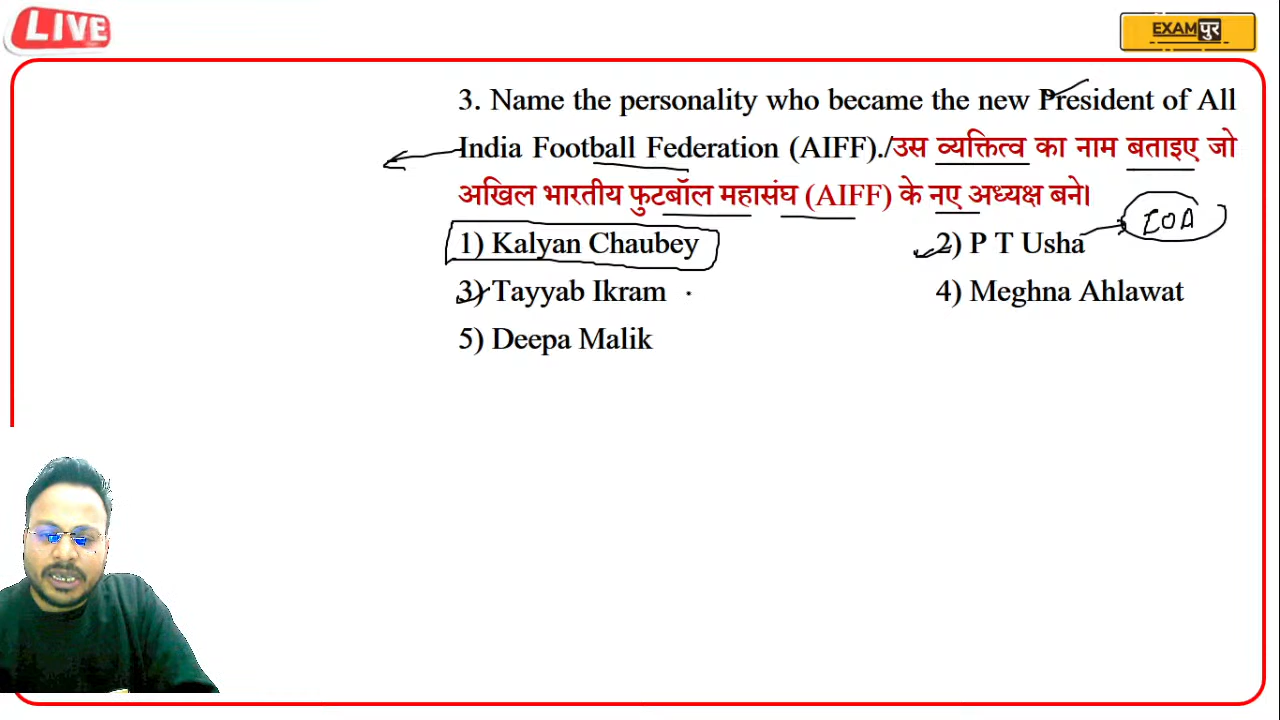 LIVE
EXAM पुर
3. Name the personality who became the new President of All
India Football Federation (AIFF)./उस व्यक्तित्व का नाम बताइए जो
अखिल भारतीय फुटबॉल महासंघ (AIFF) के नए अध्यक्ष बने।
1) Kalyan Chaubey 2) P T Usha IOA
3) Tayyab Ikram 4) Meghna Ahlawat
5) Deepa Malik